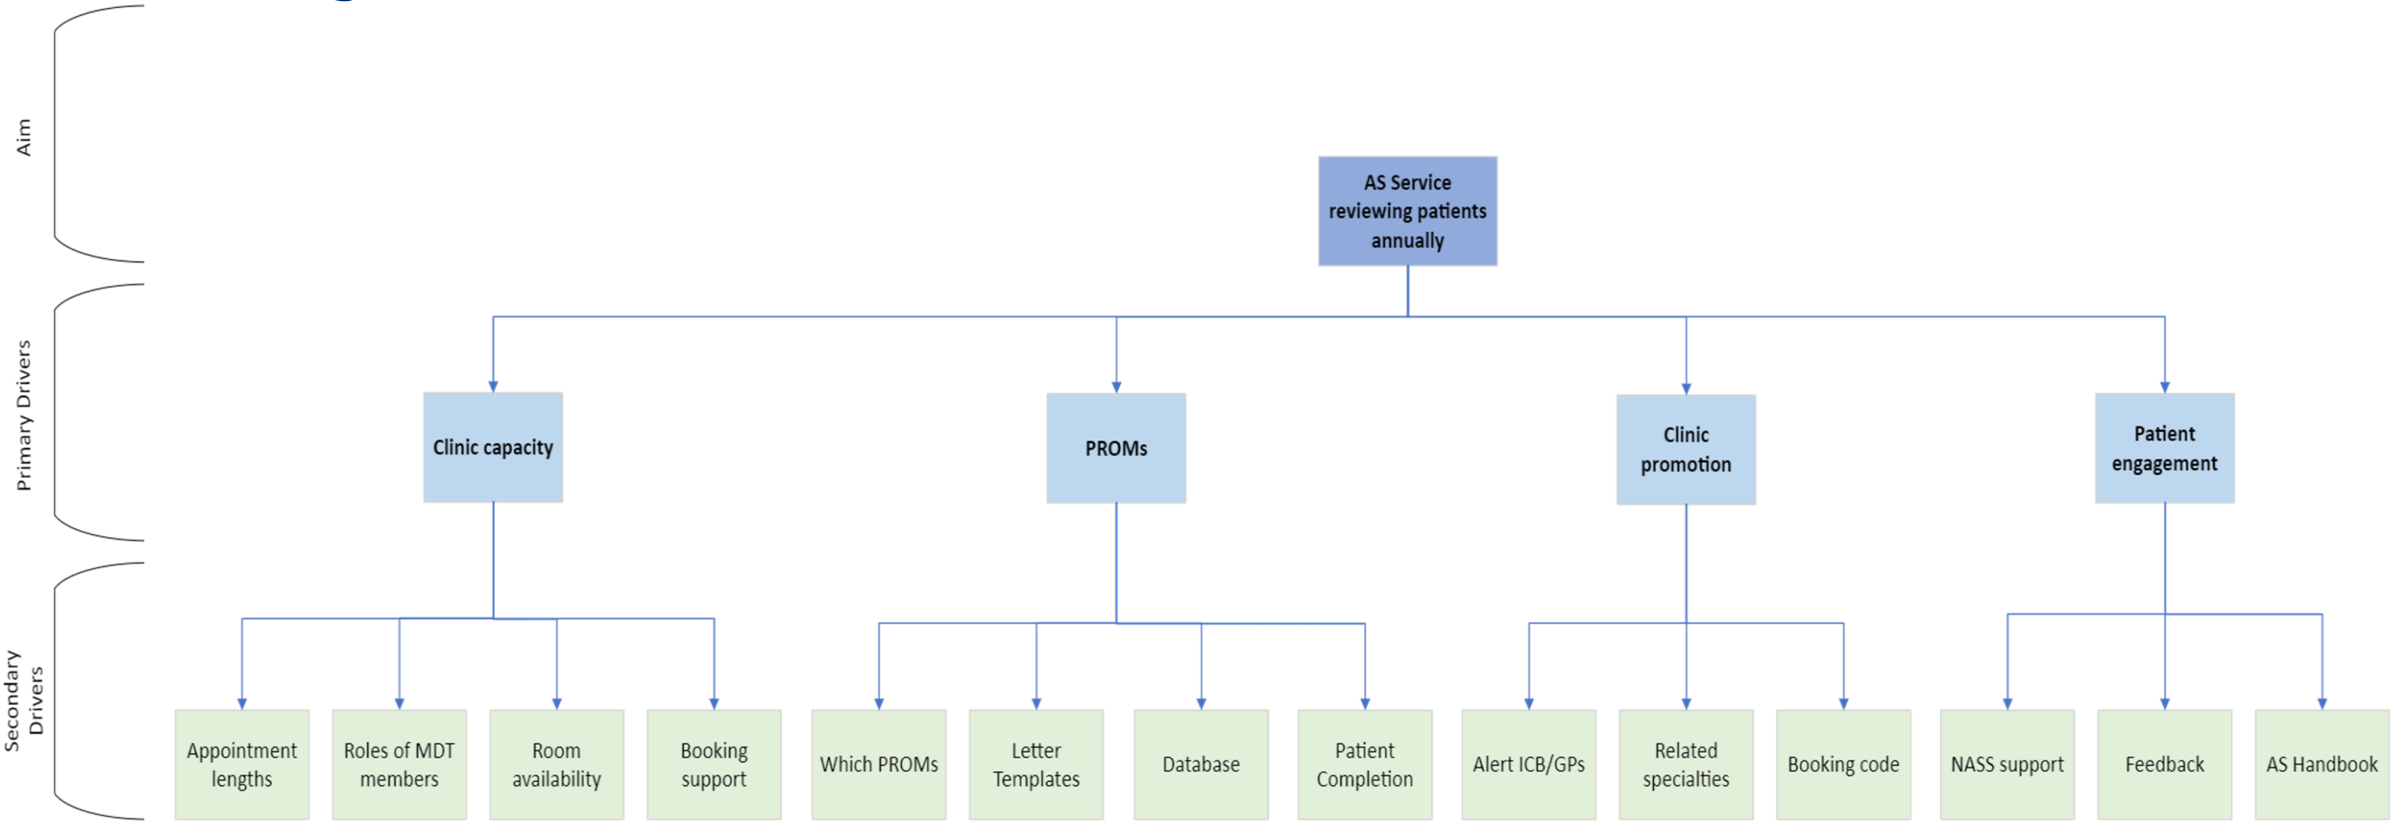 Aim
AS Service
reviewing patients
annually
Primary Drivers
Clinic capacity
PROMs
Clinic
promotion
Patient
engagement
Secondary
Drivers
Appointment
lengths
Roles of MDT
members
Room
availability
Booking
support
Which PROMs
Letter
Templates
Database
Patient
Completion
Alert ICB/GPs
Related
specialties
Booking code
NASS support
Feedback
AS Handbook